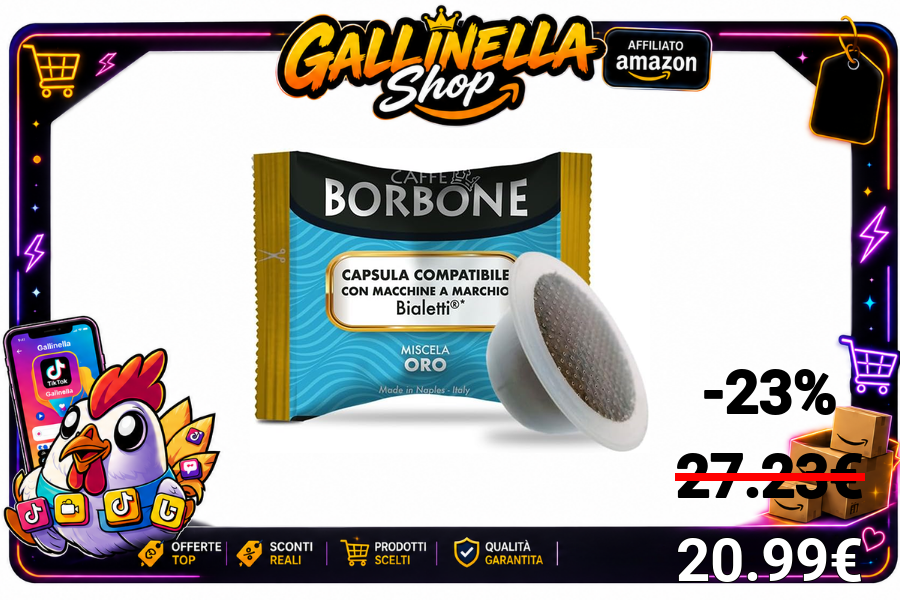 GALLINELLA
Shop
AFFILIATO
amazon
CAFFÈ
BORBONE
CAPSULA COMPATIBILE
CON MACCHINE A MARCHIO
Bialetti®*
MISCELA
ORO
Made in Naples - Italy
Gallinella
TikTok
Gallinella
-23%
27.23€
20.99€
OFFERTE
TOP
SCONTI
REALI
PRODOTTI
SCELTI
QUALITÀ
GARANTITA